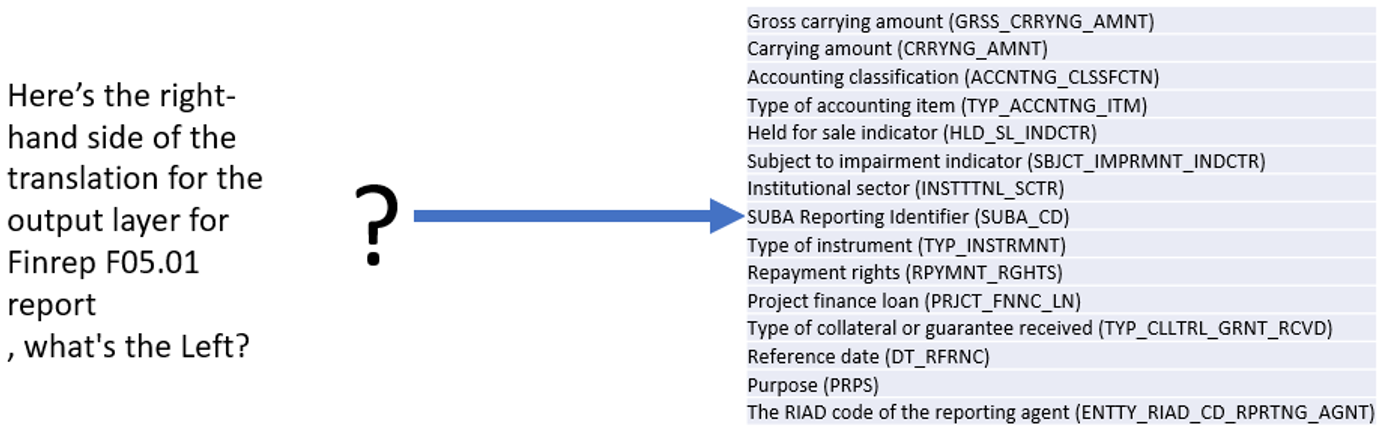 Here’s the right-
hand side of the
translation for the
output layer for
Finrep F05.01
report
, what's the Left?
?
Gross carrying amount (GRSS_CRRYNG_AMNT)
Carrying amount (CRRYNG_AMNT)
Accounting classification (ACCNTNG_CLSSFCTN)
Type of accounting item (TYP_ACCNTNG_ITM)
Held for sale indicator (HLD_SL_INDCTR)
Subject to impairment indicator (SBJCT_IMPRMNT_INDCTR)
Institutional sector (INSTTTNL_SCTR)
SUBA Reporting Identifier (SUBA_CD)
Type of instrument (TYP_INSTRMNT)
Repayment rights (RPYMNT_RGHTS)
Project finance loan (PRJCT_FNNC_LN)
Type of collateral or guarantee received (TYP_CLLTRL_GRNT_RCVD)
Reference date (DT_RFRNC)
Purpose (PRPS)
The RIAD code of the reporting agent (ENTTY_RIAD_CD_RPRTNG_AGNT)